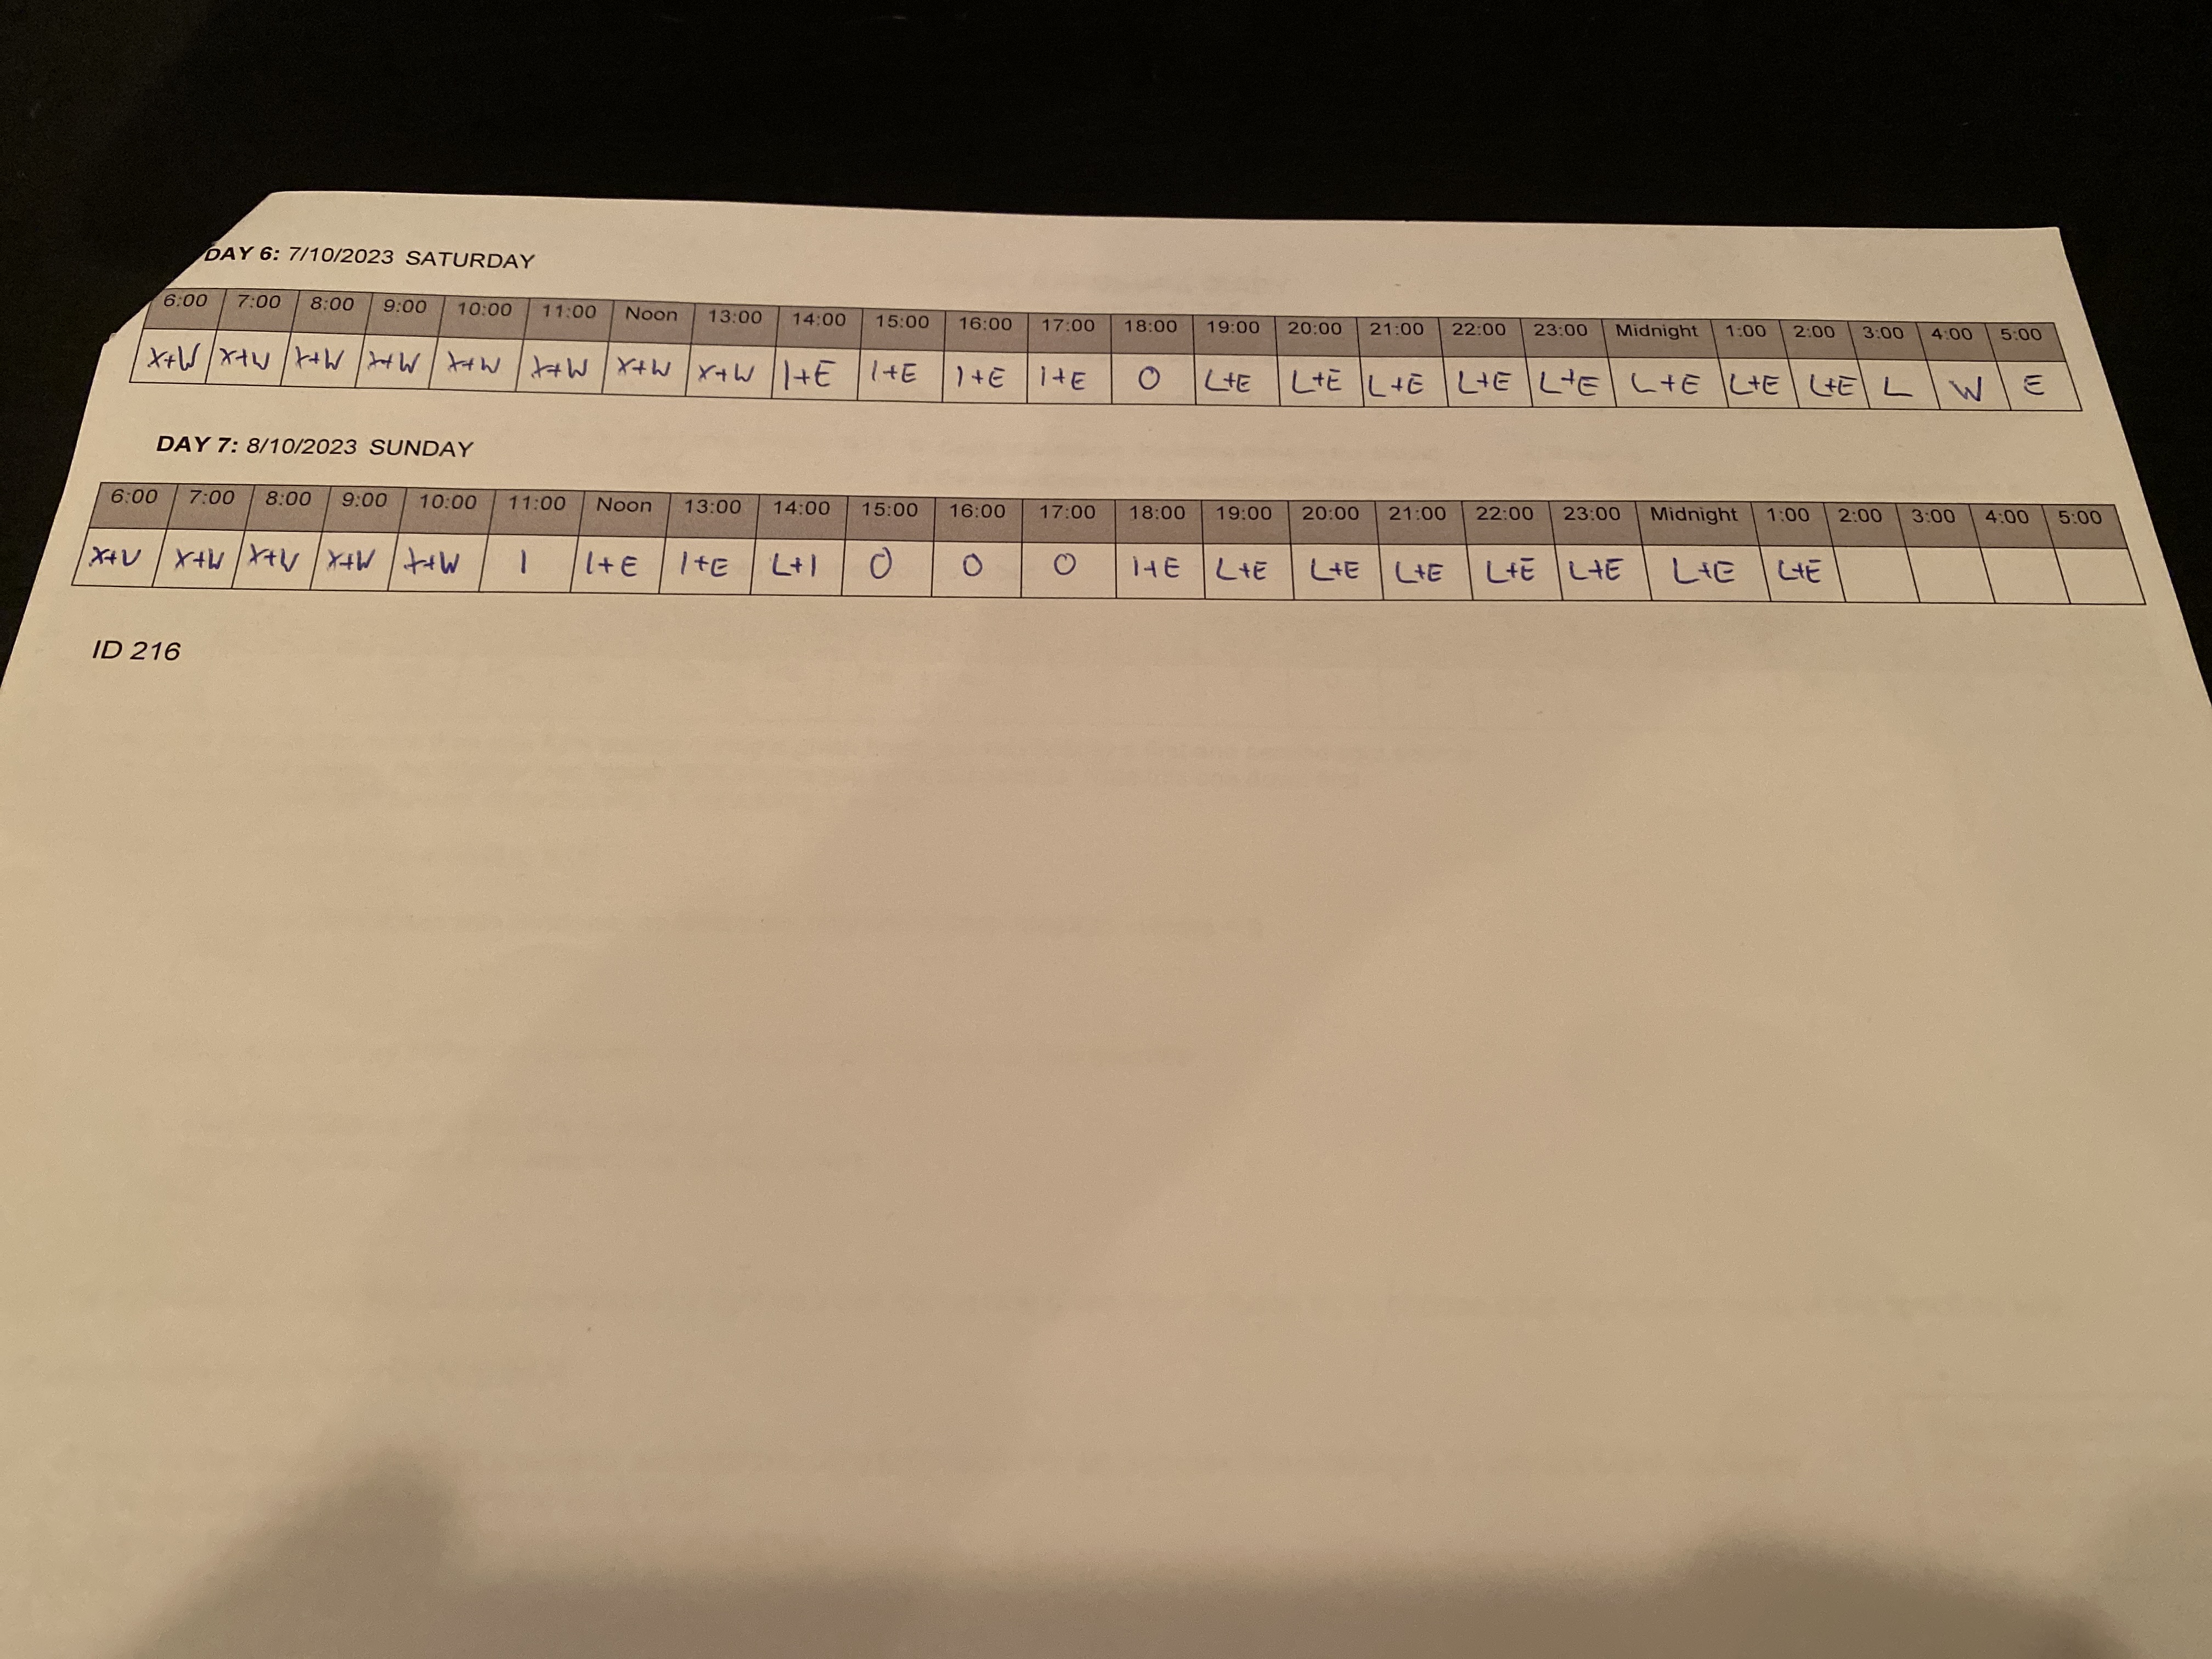 DAY 6: 7/10/2023 SATURDAY
6:00 7:00 8:00 9:00 10:00 11:00 Noon 13:00 14:00 15:00 16:00 17:00 18:00 19:00 20:00 21:00 22:00 23:00 Midnight 1:00 2:00 3:00 4:00 5:00
X+W X+W X+W X+W X+W X+W X+W X+W I+E I+E I+E I+E O L+E L+E L+E L+E L+E L+E L+E L+E L W E
DAY 7: 8/10/2023 SUNDAY
6:00 7:00 8:00 9:00 10:00 11:00 Noon 13:00 14:00 15:00 16:00 17:00 18:00 19:00 20:00 21:00 22:00 23:00 Midnight 1:00 2:00 3:00 4:00 5:00
X+W X+W X+W X+W X+W I I+E I+E L+I O O O I+E L+E L+E L+E L+E L+E L+E L+E
ID 216